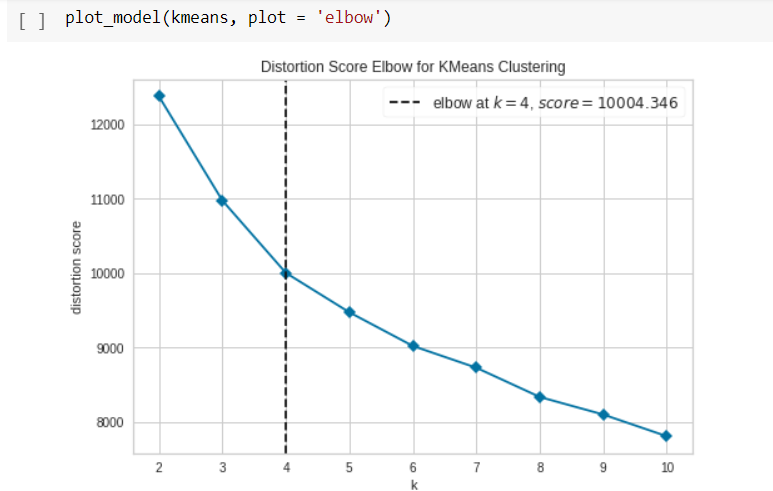 [ ] plot_model(kmeans, plot = 'elbow')
Distortion Score Elbow for KMeans Clustering
elbow at k = 4, score = 10004.346
distortion score
12000
11000
10000
9000
8000
2 3 4 5 6 7 8 9 10
k